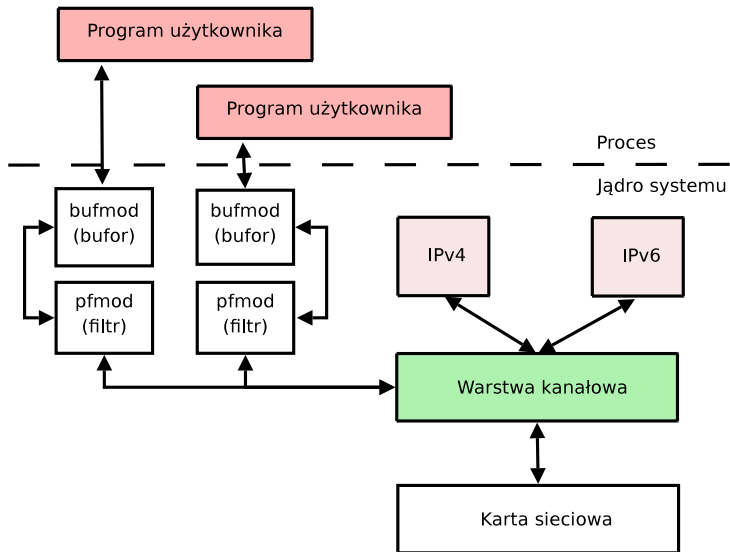 Program użytkownika
Program użytkownika
Proces
Jądro systemu
bufmod
(bufor)
bufmod
(bufor)
IPv4
IPv6
pfmod
(filtr)
pfmod
(filtr)
Warstwa kanałowa
Karta sieciowa